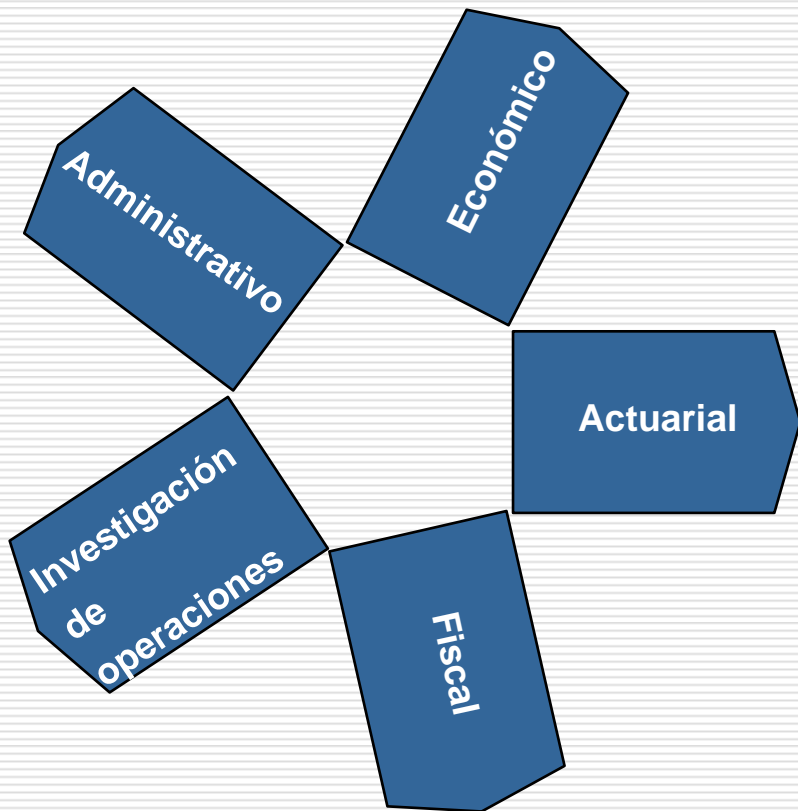 Económico
Administrativo
Actuarial
Investigación
de
operaciones
Fiscal